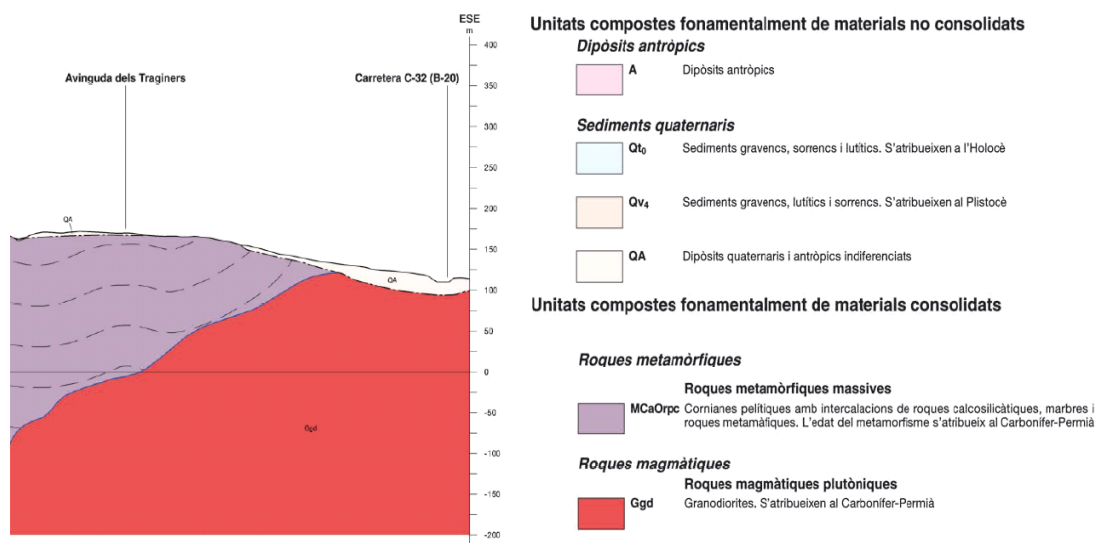 ESE
m
400
350
300
250
200
150
100
50
0
-50
-100
-150
-200
Avinguda dels Traginers
Carretera C-32 (B-20)
QA
QA
Ggd
Unitats compostes fonamentalment de materials no consolidats
Dipòsits antròpics
A Dipòsits antròpics
Sediments quaternaris
Qt0 Sediments gravencs, sorrencs i lutítics. S'atribueixen a l'Holocè
Qv4 Sediments gravencs, lutítics i sorrencs. S'atribueixen al Plistocè
QA Dipòsits quaternaris i antròpics indiferenciats
Unitats compostes fonamentalment de materials consolidats
Roques metamòrfiques
Roques metamòrfiques massives
MCaOrpc Cornianes pelítiques amb intercalacions de roques calcosilicàtiques, marbres i
roques metamàfiques. L'edat del metamorfisme s'atribueix al Carbonífer-Permià
Roques magmàtiques
Roques magmàtiques plutòniques
Ggd Granodiorites. S'atribueixen al Carbonífer-Permià